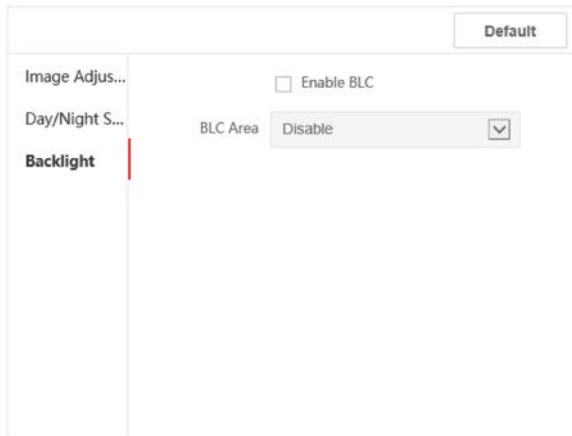 Default
Image Adjus...
Day/Night S...
Backlight
Enable BLC
BLC Area
Disable